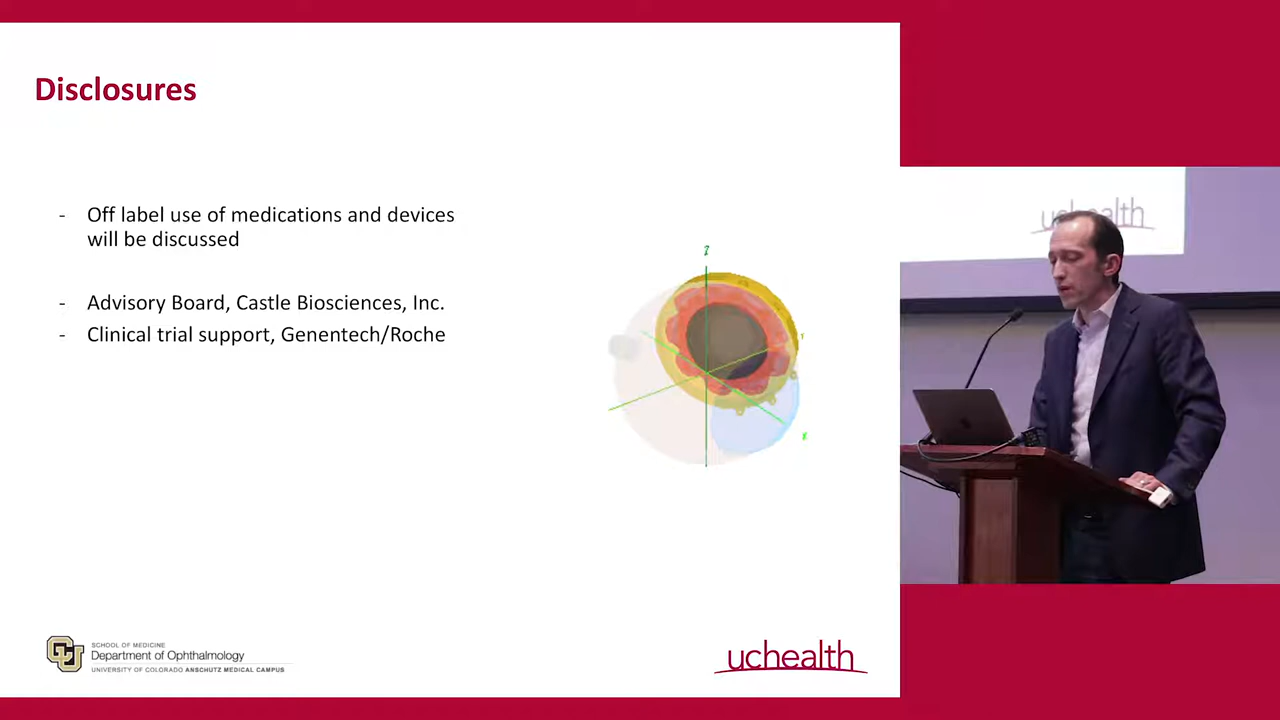 Disclosures
- Off label use of medications and devices
will be discussed
- Advisory Board, Castle Biosciences, Inc.
- Clinical trial support, Genentech/Roche
Z
Y
X
SCHOOL OF MEDICINE
Department of Ophthalmology
UNIVERSITY OF COLORADO ANSCHUTZ MEDICAL CAMPUS
uchealth
uchealth